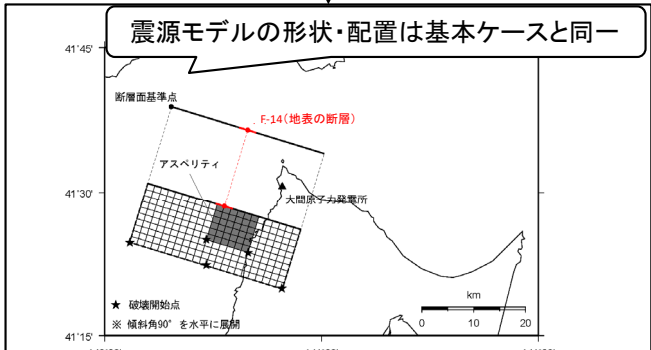 震源モデルの形状・配置は基本ケースと同一
41°45'
断層面基準点
F-14(地表の断層)
アスペリティ
41°30'
大間原子力発電所
★ 破壊開始点
※ 傾斜角90°を水平に展開
km
0 10 20
41°15'